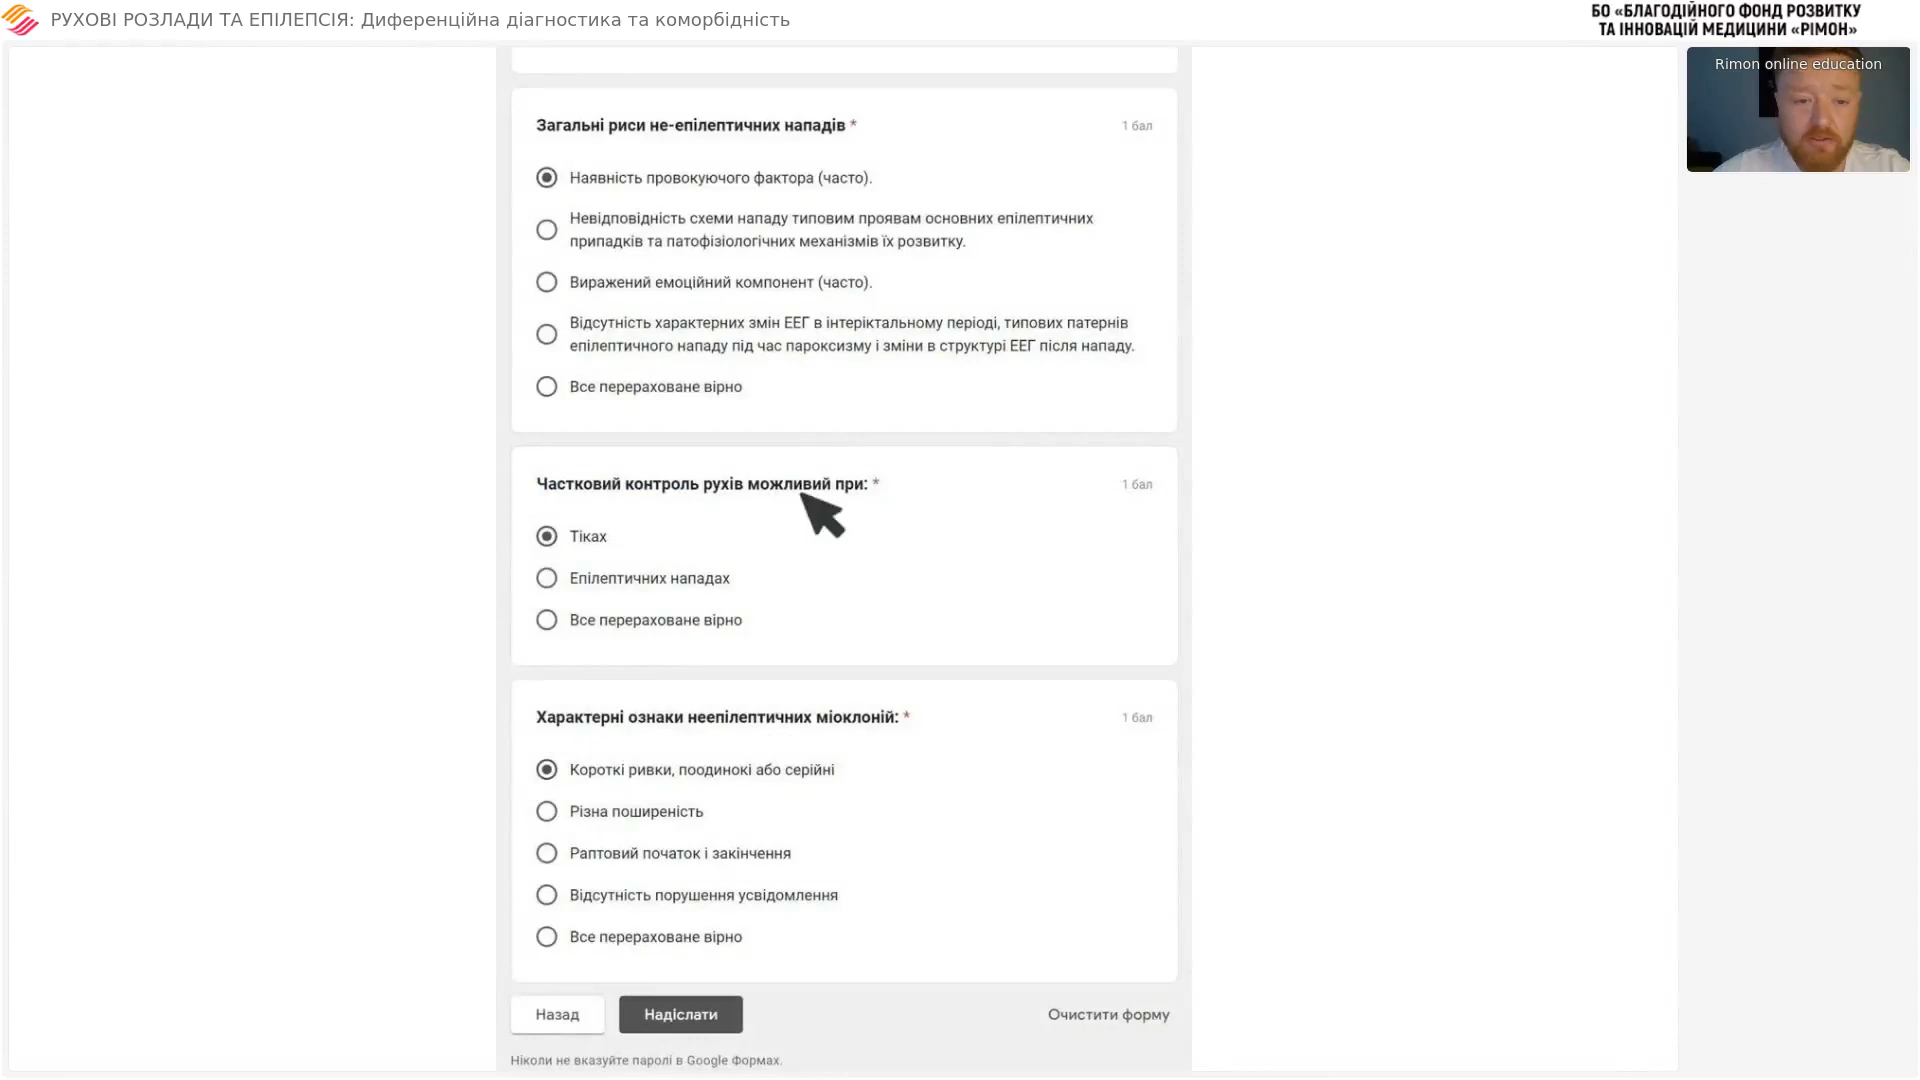 РУХОВІ РОЗЛАДИ ТА ЕПІЛЕПСІЯ: Диференційна діагностика та коморбідність
БО «БЛАГОДІЙНОГО ФОНД РОЗВИТКУ
ТА ІННОВАЦІЙ МЕДИЦИНИ «РІМОН»
Rimon online education
Загальні риси не-епілептичних нападів *
1 бал
Наявність провокуючого фактора (часто).
Невідповідність схеми нападу типовим проявам основних епілептичних
припадків та патофізіологічних механізмів їх розвитку.
Виражений емоційний компонент (часто).
Відсутність характерних змін ЕЕГ в інтеріктальному періоді, типових патернів
епілептичного нападу під час пароксизму і зміни в структурі ЕЕГ після нападу.
Все перераховане вірно
Частковий контроль рухів можливий при: *
1 бал
Тіках
Епілептичних нападах
Все перераховане вірно
Характерні ознаки неепілептичних міоклоній: *
1 бал
Короткі ривки, поодинокі або серійні
Різна поширеність
Раптовий початок і закінчення
Відсутність порушення усвідомлення
Все перераховане вірно
Назад
Надіслати
Очистити форму
Ніколи не вказуйте паролі в Google Формах.